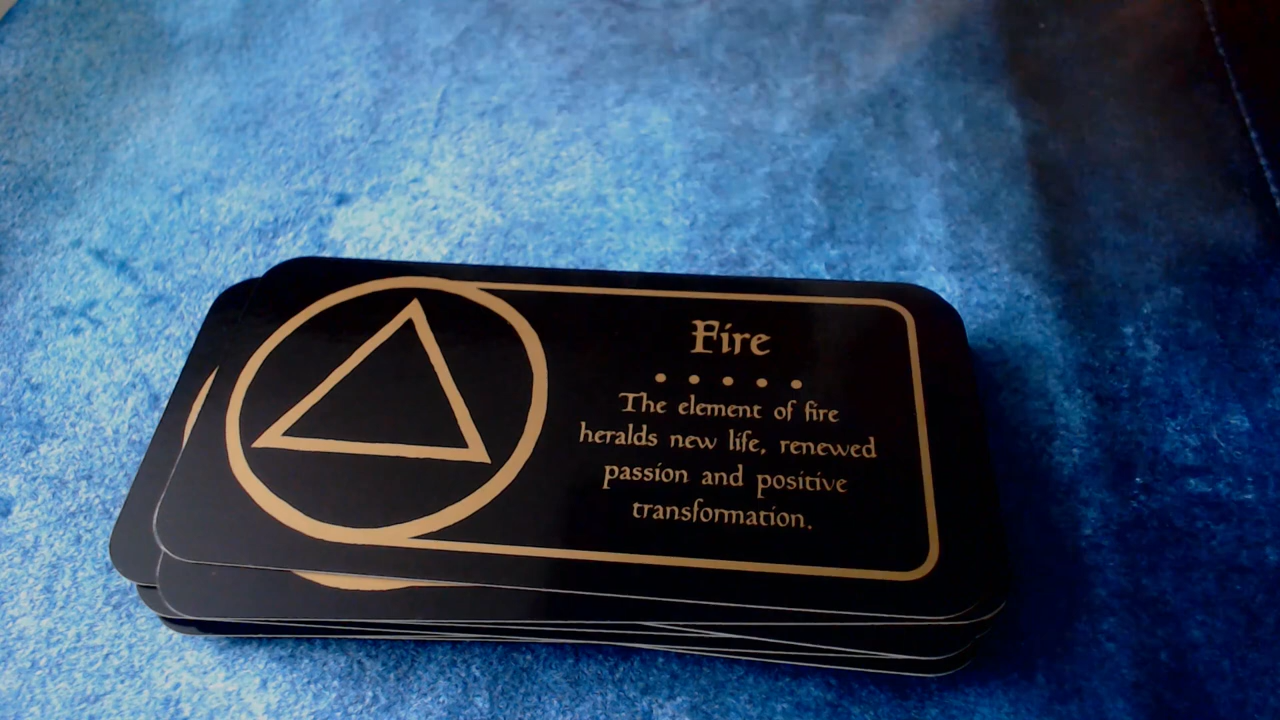 Fire
The element of fire
heralds new life, renewed
passion and positive
transformation.